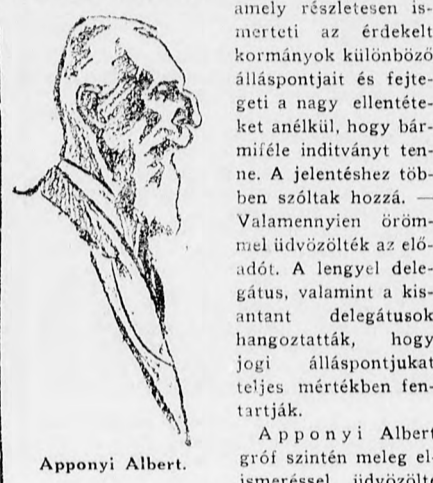 amely részletesen is-
merteti az érdekelt
kormányok különböző
álláspontjait és fejte-
geti a nagy ellentéte-
ket anélkül, hogy bár-
miféle inditványt ten-
ne. A jelentéshez töb-
ben szóltak hozzá. —
Valamennyien öröm-
mel üdvözölték az elő-
adót. A lengyel dele-
gátus, valamint a kis-
antant delegátusok
hangoztatták, hogy
jogi álláspontjukat
teljes mértékben fen-
tartják.
Apponyi Albert
gróf szintén meleg el-
ismeréssel üdvözölte
Apponyi Albert.